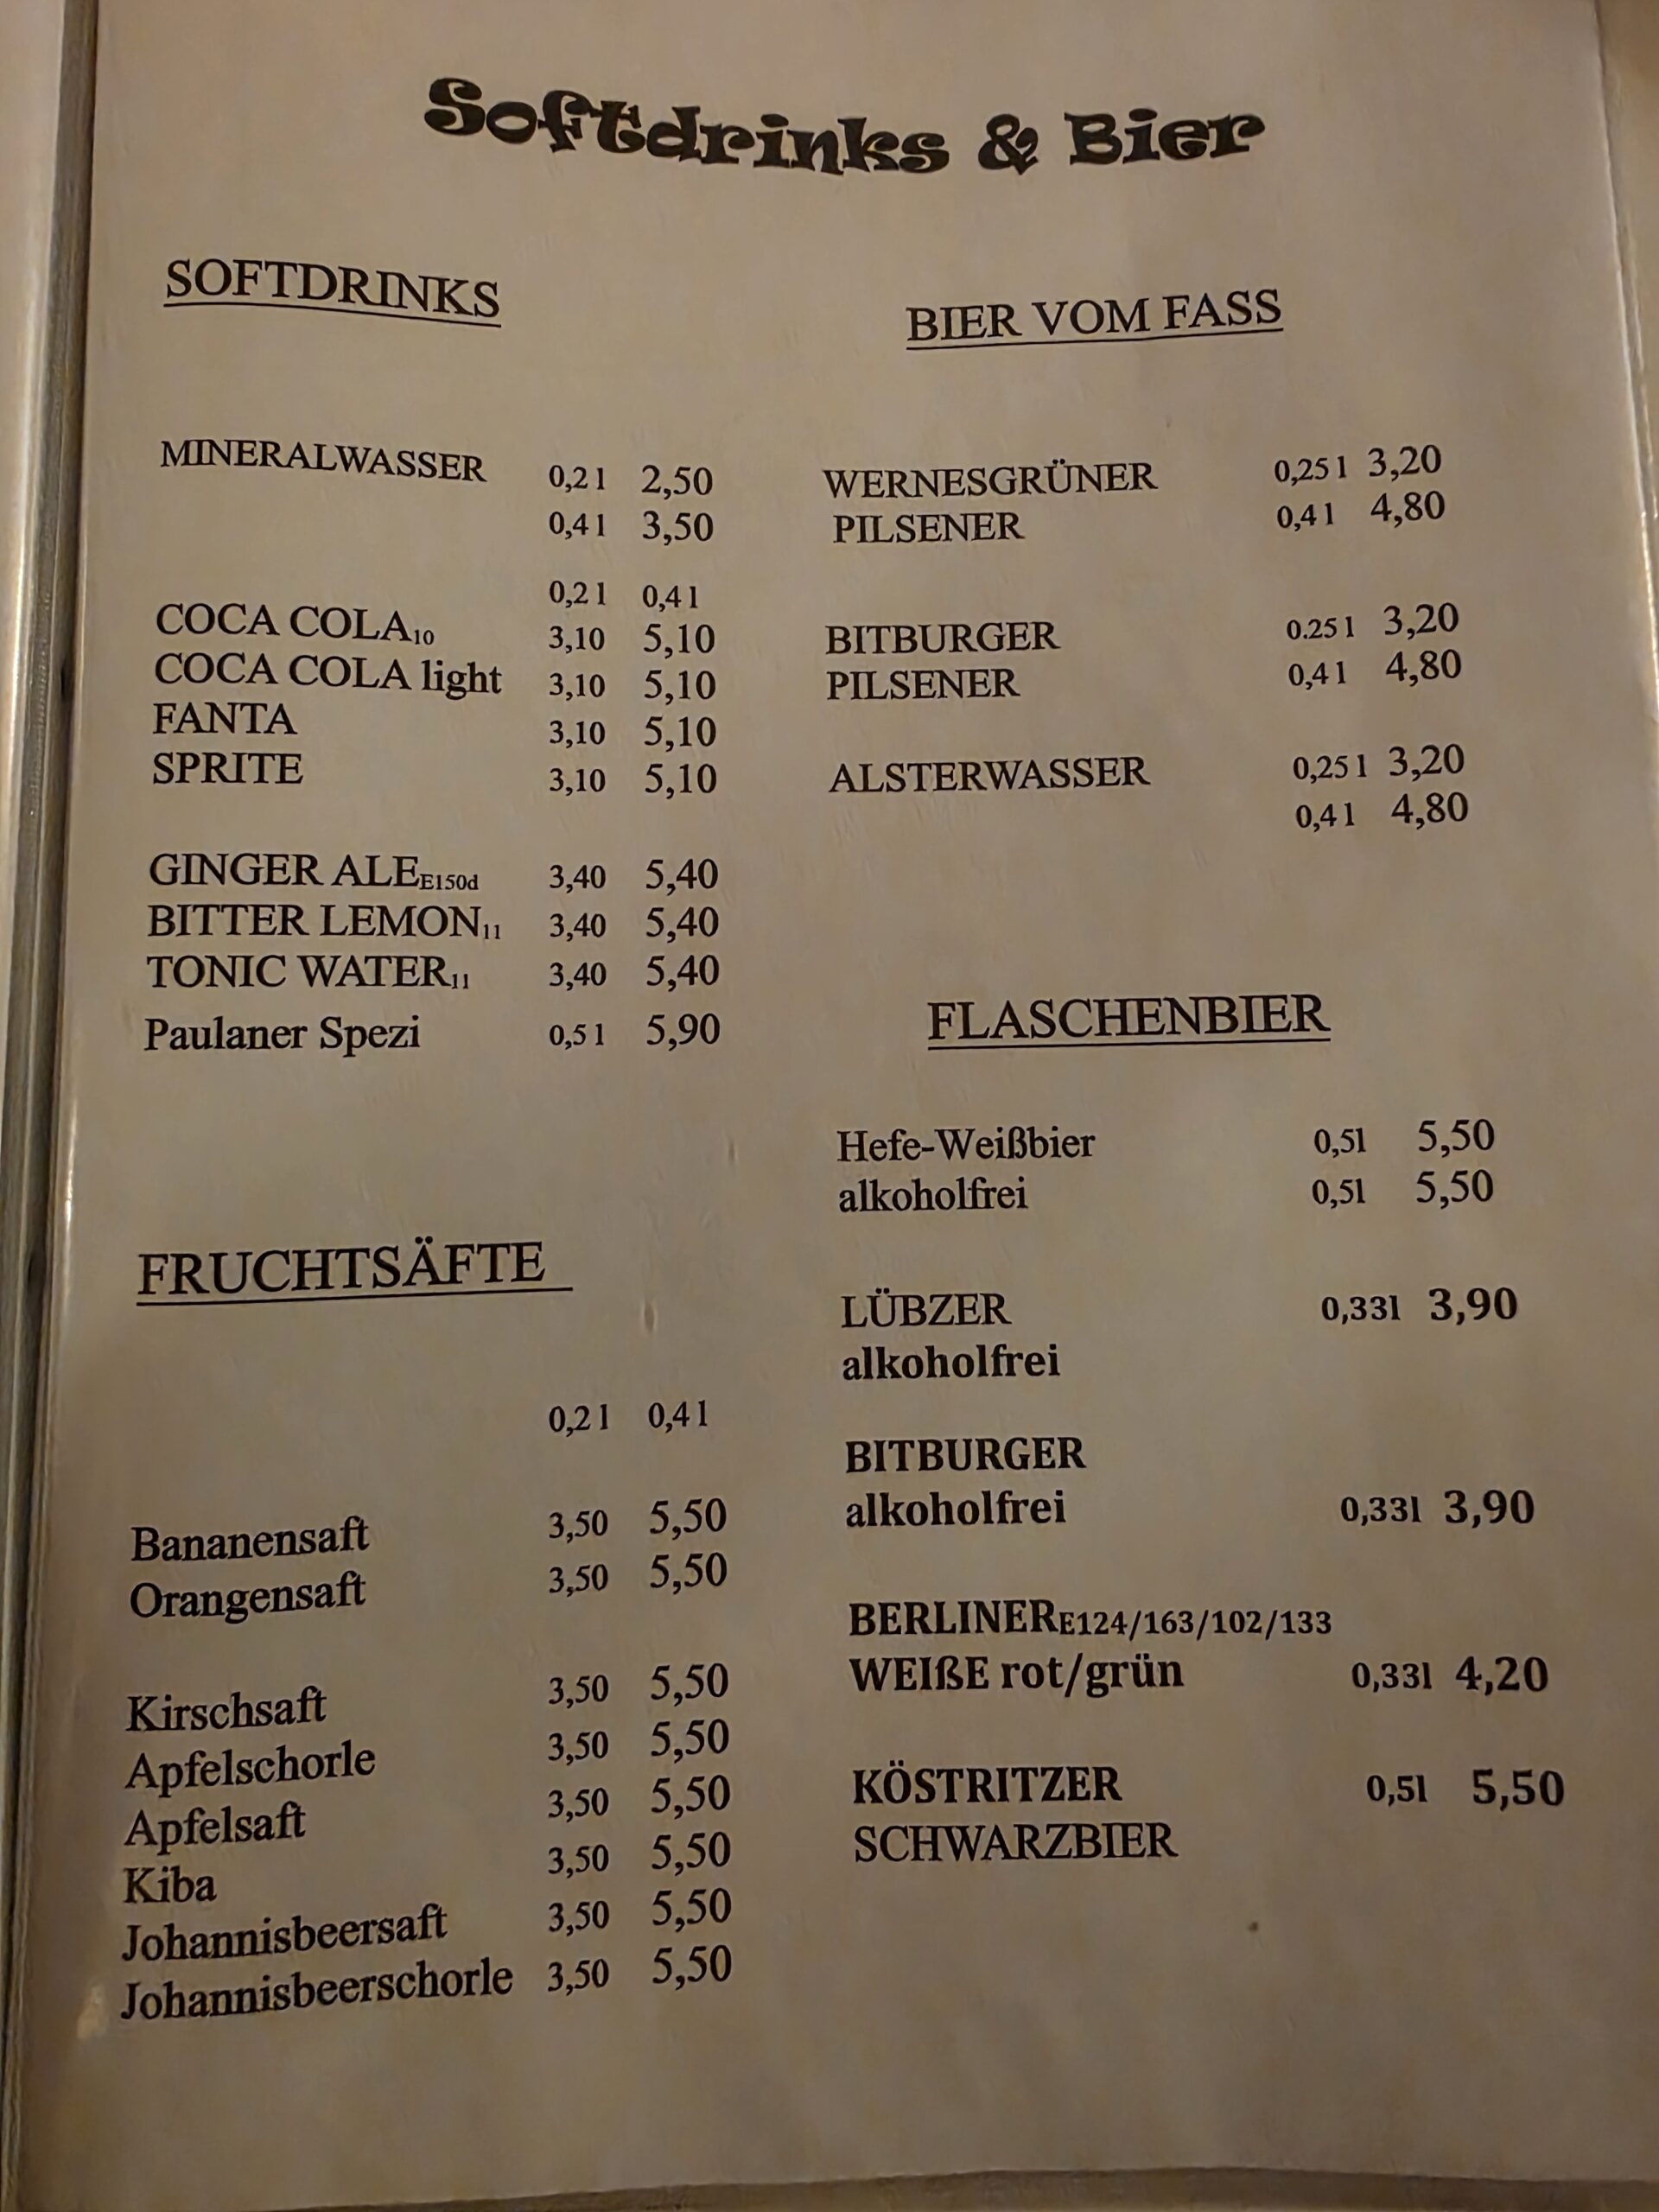 Softdrinks & Bier
SOFTDRINKS
MINERALWASSER 0,2 l 2,50
0,4 l 3,50
0,2 l 0,4 l
COCA COLA10 3,10 5,10
COCA COLA light 3,10 5,10
FANTA 3,10 5,10
SPRITE 3,10 5,10
GINGER ALEE150d 3,40 5,40
BITTER LEMON11 3,40 5,40
TONIC WATER11 3,40 5,40
Paulaner Spezi 0,5 l 5,90
FRUCHTSÄFTE
0,2 l 0,4 l
Bananensaft 3,50 5,50
Orangensaft 3,50 5,50
Kirschsaft 3,50 5,50
Apfelschorle 3,50 5,50
Apfelsaft 3,50 5,50
Kiba 3,50 5,50
Johannisbeersaft 3,50 5,50
Johannisbeerschorle 3,50 5,50
BIER VOM FASS
WERNESGRÜNER 0,25 l 3,20
PILSENER 0,4 l 4,80
BITBURGER 0.25 l 3,20
PILSENER 0,4 l 4,80
ALSTERWASSER 0,25 l 3,20
0,4 l 4,80
FLASCHENBIER
Hefe-Weißbier 0,5l 5,50
alkoholfrei 0,5l 5,50
LÜBZER 0,33l 3,90
alkoholfrei
BITBURGER
alkoholfrei 0,33l 3,90
BERLINERE124/163/102/133
WEIßE rot/grün 0,33l 4,20
KÖSTRITZER 0,5l 5,50
SCHWARZBIER